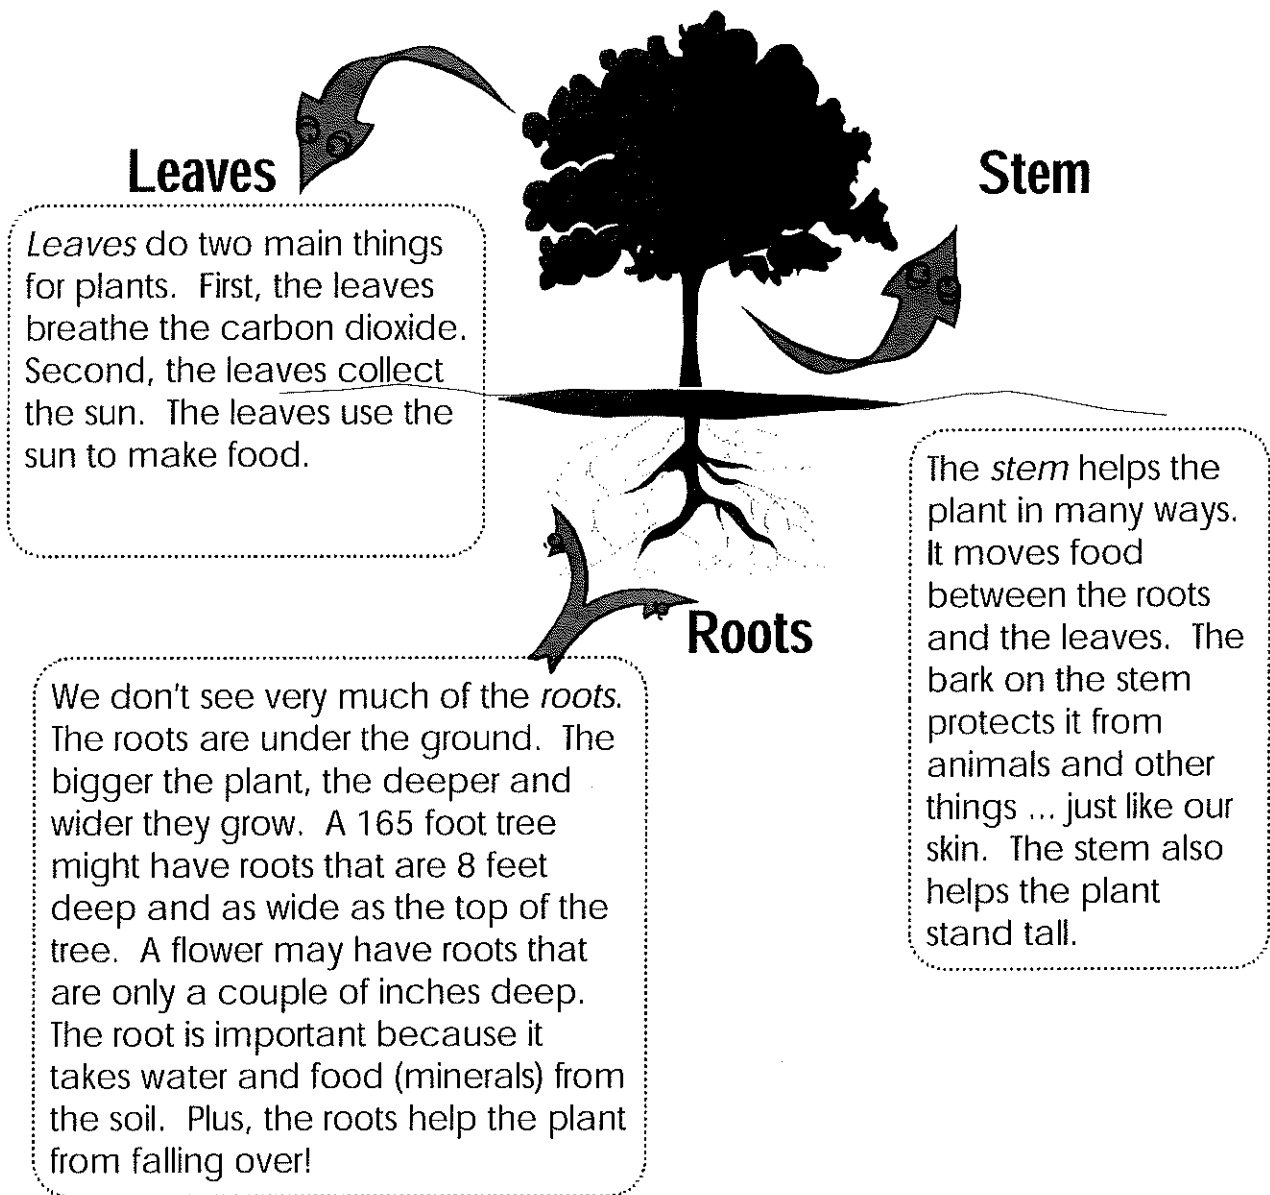 Leaves
Leaves do two main things
for plants.  First, the leaves
breathe the carbon dioxide.
Second, the leaves collect
the sun.  The leaves use the
sun to make food.
Stem
The stem helps the
plant in many ways.
It moves food
between the roots
and the leaves.  The
bark on the stem
protects it from
animals and other
things ... just like our
skin.  The stem also
helps the plant
stand tall.
Roots
We don't see very much of the roots.
The roots are under the ground.  The
bigger the plant, the deeper and
wider they grow.  A 165 foot tree
might have roots that are 8 feet
deep and as wide as the top of the
tree.  A flower may have roots that
are only a couple of inches deep.
The root is important because it
takes water and food (minerals) from
the soil.  Plus, the roots help the plant
from falling over!